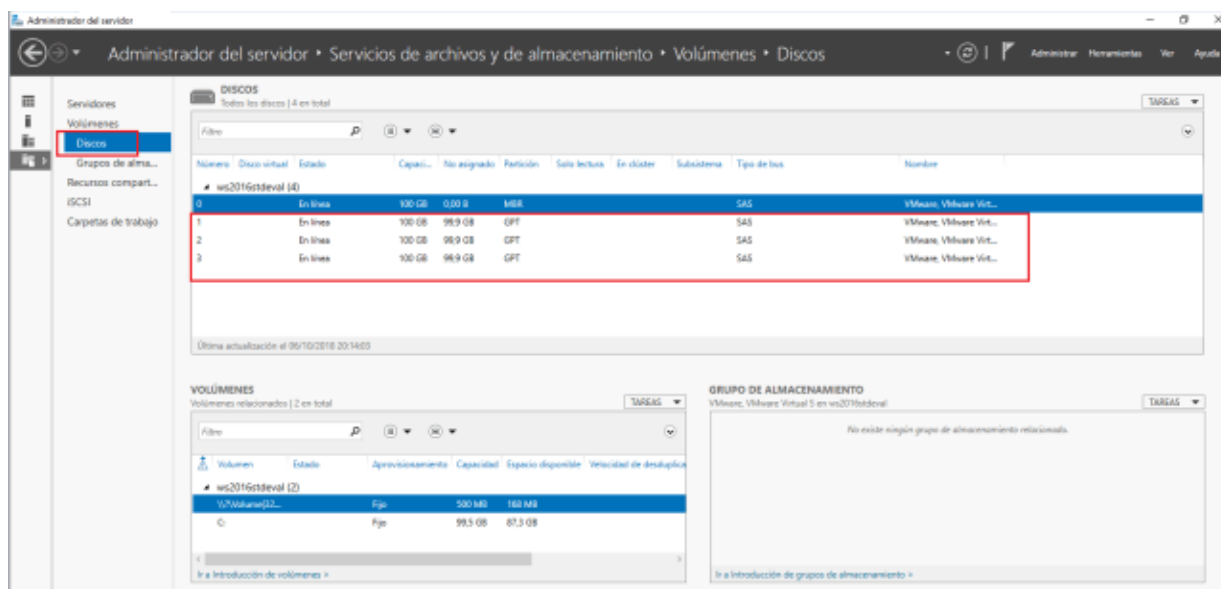 Administrador del servidor
Administrador del servidor ‣ Servicios de archivos y de almacenamiento ‣ Volúmenes ‣ Discos
Administrar Herramientas Ver Ayuda
Servidores
Volúmenes
Discos
Grupos de alma...
Recursos compart...
iSCSI
Carpetas de trabajo
DISCOS
Todos los discos | 4 en total
TAREAS
Filtro
Número Disco virtual Estado Capaci... No asignado Partición Solo lectura En clúster Subsistema Tipo de bus Nombre
ws2016stdeval (4)
0 En línea 100 GB 0,00 B MBR SAS VMware, VMware Virt...
1 En línea 100 GB 99,9 GB GPT SAS VMware, VMware Virt...
2 En línea 100 GB 99,9 GB GPT SAS VMware, VMware Virt...
3 En línea 100 GB 99,9 GB GPT SAS VMware, VMware Virt...
Última actualización el 06/10/2018 20:14:03
VOLÚMENES
Volúmenes relacionados | 2 en total
TAREAS
Filtro
Volumen Estado Aprovisionamiento Capacidad Espacio disponible Velocidad de desduplica
ws2016stdeval (2)
\\?\Volume{32... Fijo 500 MB 168 MB
C: Fijo 99,5 GB 87,3 GB
Ir a Introducción de volúmenes >
GRUPO DE ALMACENAMIENTO
VMware, VMware Virtual S en ws2016stdeval
TAREAS
No existe ningún grupo de almacenamiento relacionado.
Ir a Introducción de grupos de almacenamiento >